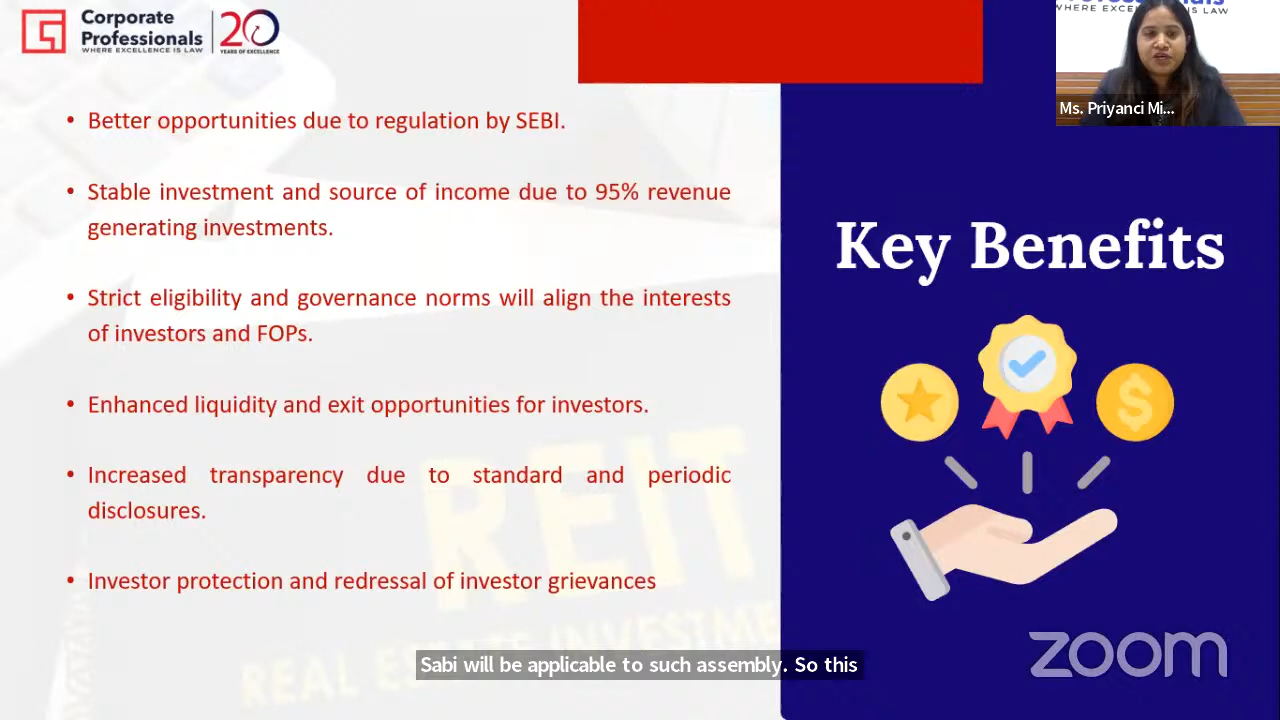 Corporate
Professionals
WHERE EXCELLENCE IS LAW
20
YEARS OF EXCELLENCE
WHERE EXCELLENCE IS LAW
Ms. Priyanci Mi...
• Better opportunities due to regulation by SEBI.
• Stable investment and source of income due to 95% revenue
generating investments.
• Strict eligibility and governance norms will align the interests
of investors and FOPs.
• Enhanced liquidity and exit opportunities for investors.
• Increased transparency due to standard and periodic
disclosures.
• Investor protection and redressal of investor grievances
Key Benefits
$
REIT
REAL ESTATE INVESTME
Sabi will be applicable to such assembly. So this
zoom